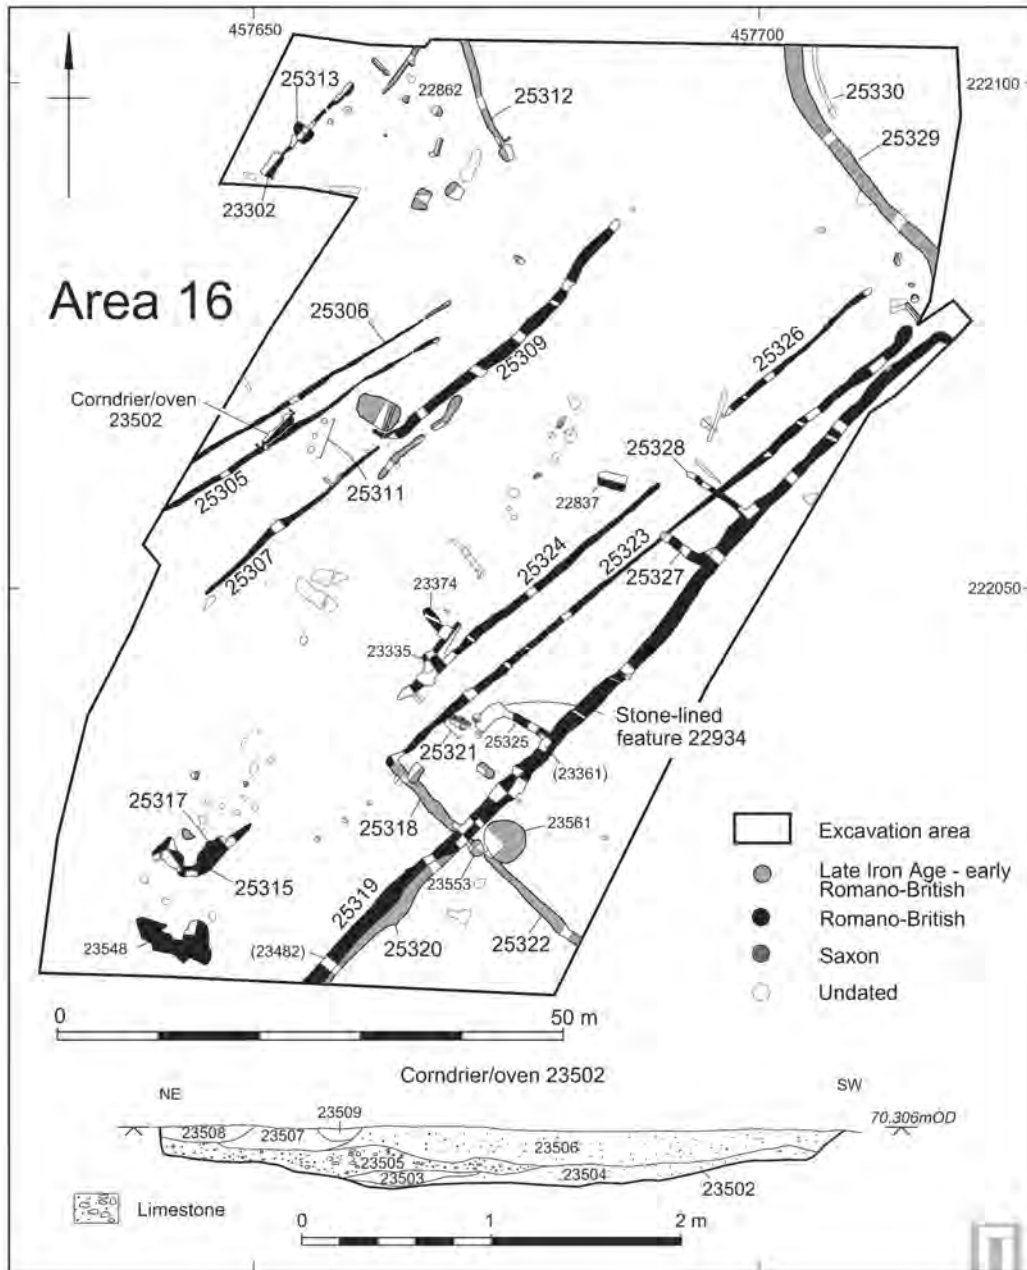 457650
457700
222100
25313
22862
25312
25330
25329
23302
Area 16
25306
25309
25326
Corndrier/oven
23502
25328
25311
25305
22837
25307
25324
25323
25327
23374
222050
23335
Stone-lined
feature 22934
25321
25325
(23361)
25317
25318
23561
25315
23553
25319
25320
25322
23548
(23482)
Excavation area
Late Iron Age - early
Romano-British
Romano-British
Saxon
Undated
0
50 m
Corndrier/oven 23502
NE
SW
23509
70.306mOD
23508
23507
23506
23505
23503
23504
23502
Limestone
0
1
2 m